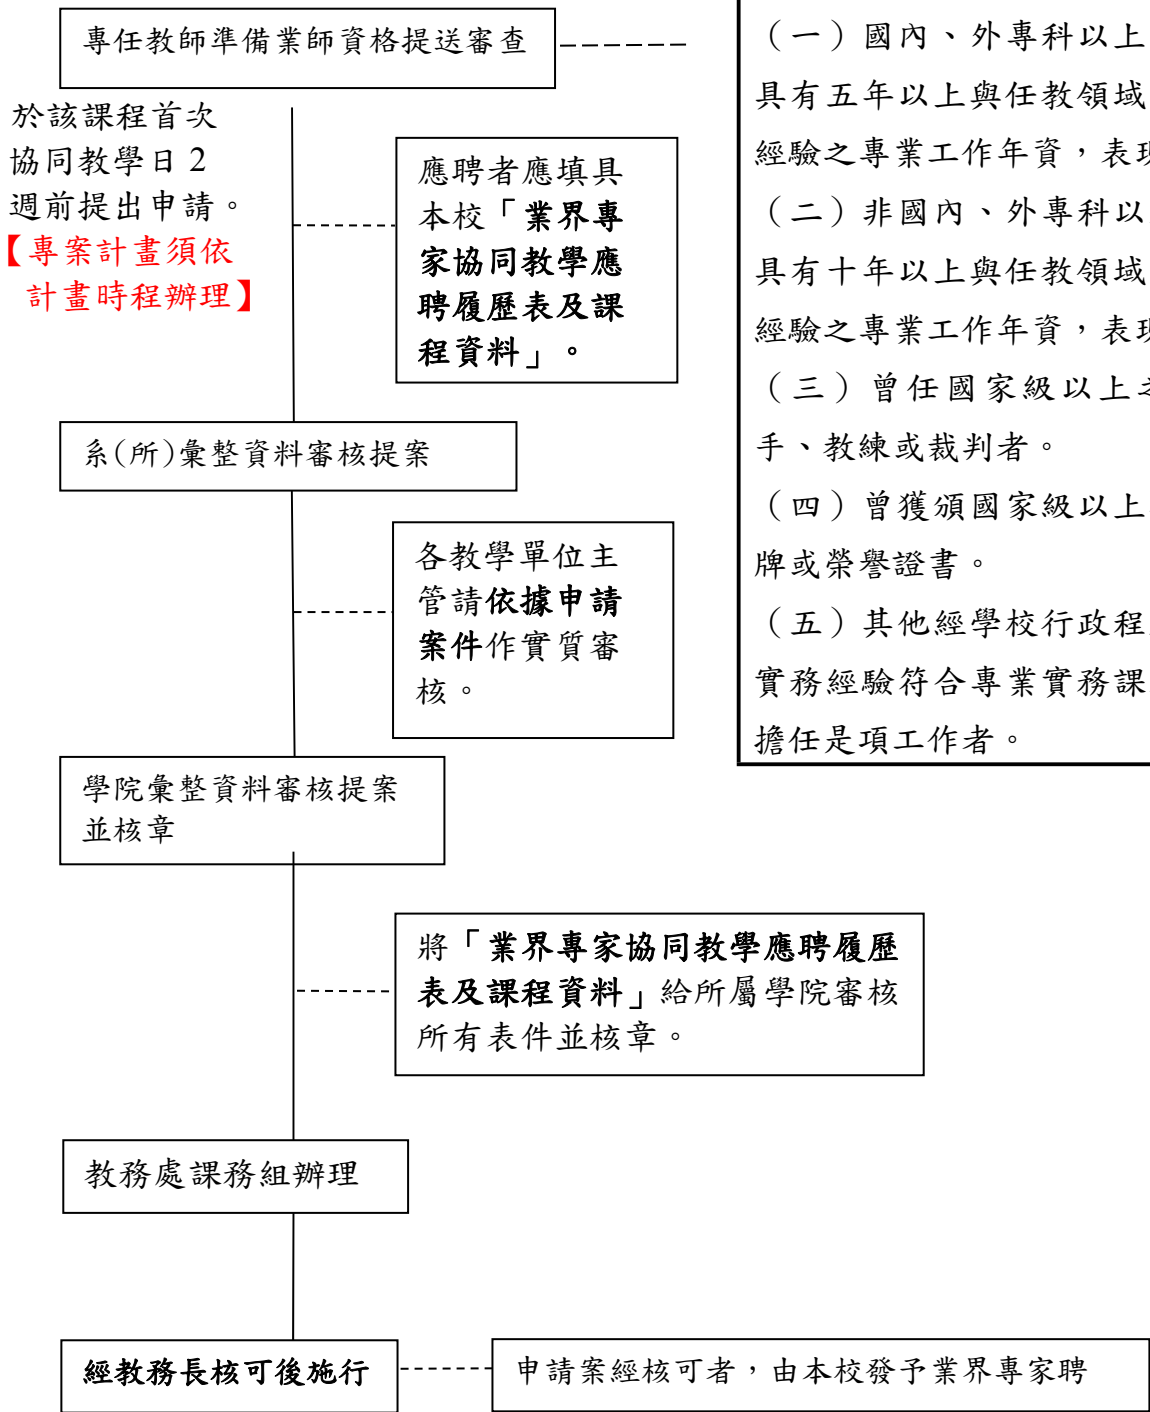 專任教師準備業師資格提送審查
於該課程首次
協同教學日 2
週前提出申請。
【專案計畫須依
計畫時程辦理】
應聘者應填具
本校「業界專
家協同教學應
聘履歷表及課
程資料」。
系(所)彙整資料審核提案
各教學單位主
管請依據申請
案件作實質審
核。
學院彙整資料審核提案
並核章
將「業界專家協同教學應聘履歷
表及課程資料」給所屬學院審核
所有表件並核章。
教務處課務組辦理
經教務長核可後施行
申請案經核可者，由本校發予業界專家聘
（一）國內、外專科以上
具有五年以上與任教領域
經驗之專業工作年資，表現
（二）非國內、外專科以
具有十年以上與任教領域
經驗之專業工作年資，表現
（三）曾任國家級以上
手、教練或裁判者。
（四）曾獲頒國家級以上
牌或榮譽證書。
（五）其他經學校行政程
實務經驗符合專業實務課
擔任是項工作者。